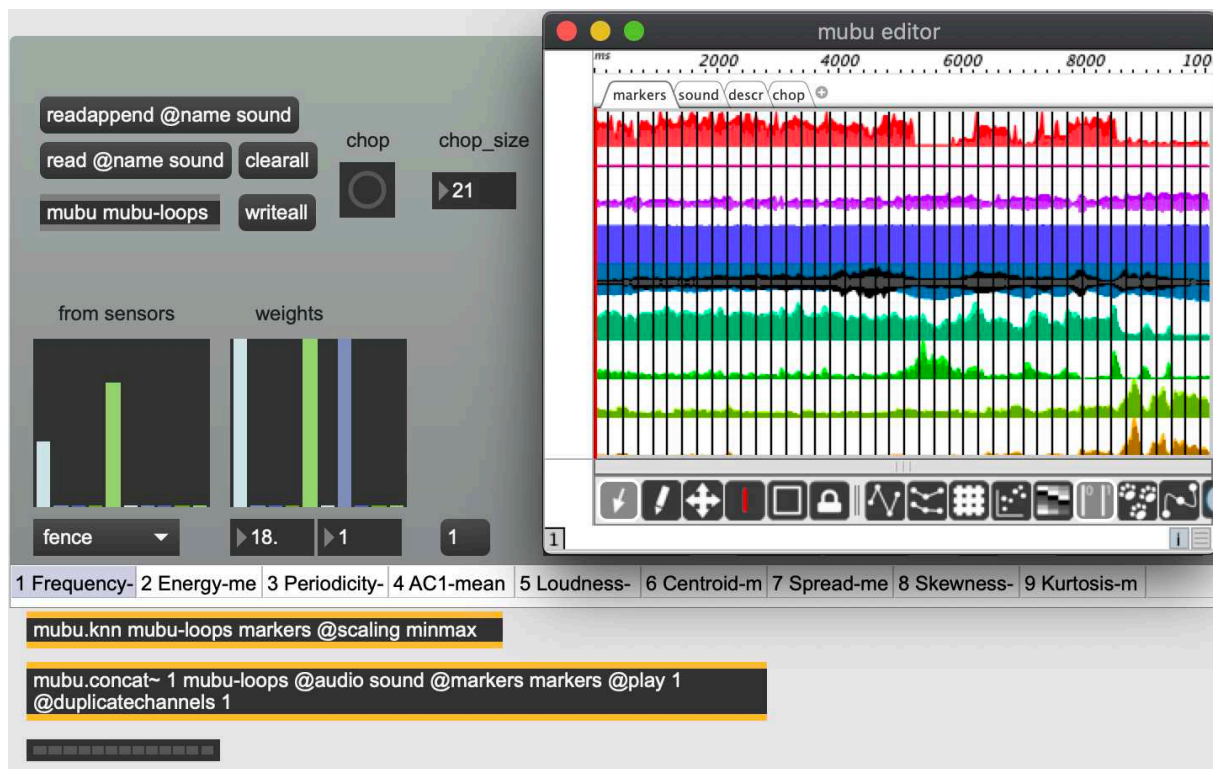 mubu editor
ms 2000 4000 6000 8000 100
markers sound descr chop
readappend @name sound
chop chop_size
read @name sound clearall
21
mubu mubu-loops writeall
from sensors weights
fence 18. 1 1
1 i
1 Frequency- 2 Energy-me 3 Periodicity- 4 AC1-mean 5 Loudness- 6 Centroid-m 7 Spread-me 8 Skewness- 9 Kurtosis-m
mubu.knn mubu-loops markers @scaling minmax
mubu.concat~ 1 mubu-loops @audio sound @markers markers @play 1
@duplicatechannels 1